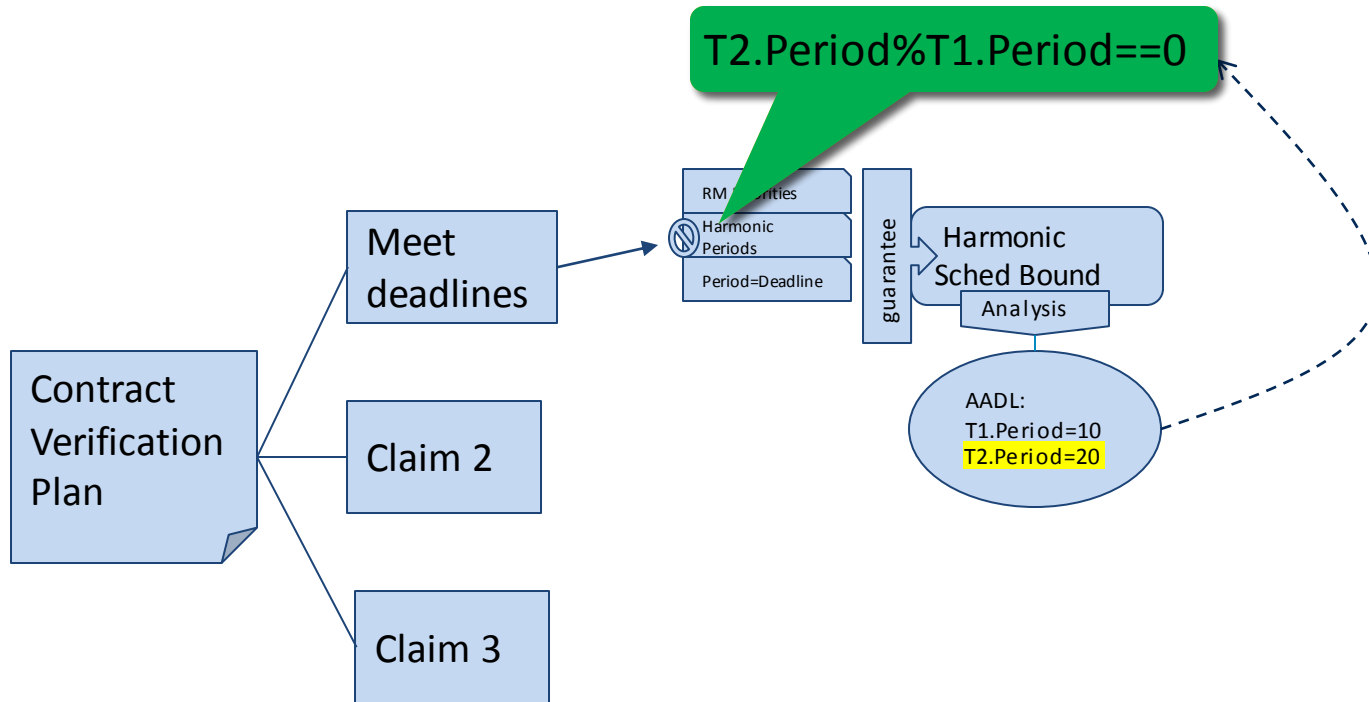 T2.Period%T1.Period==0
RM
Harmonic
Periods
Period=Deadline
guarantee
Harmonic
Sched Bound
Analysis
AADL:
T1.Period=10
T2.Period=20
Meet
deadlines
Contract
Verification
Plan
Claim 2
Claim 3